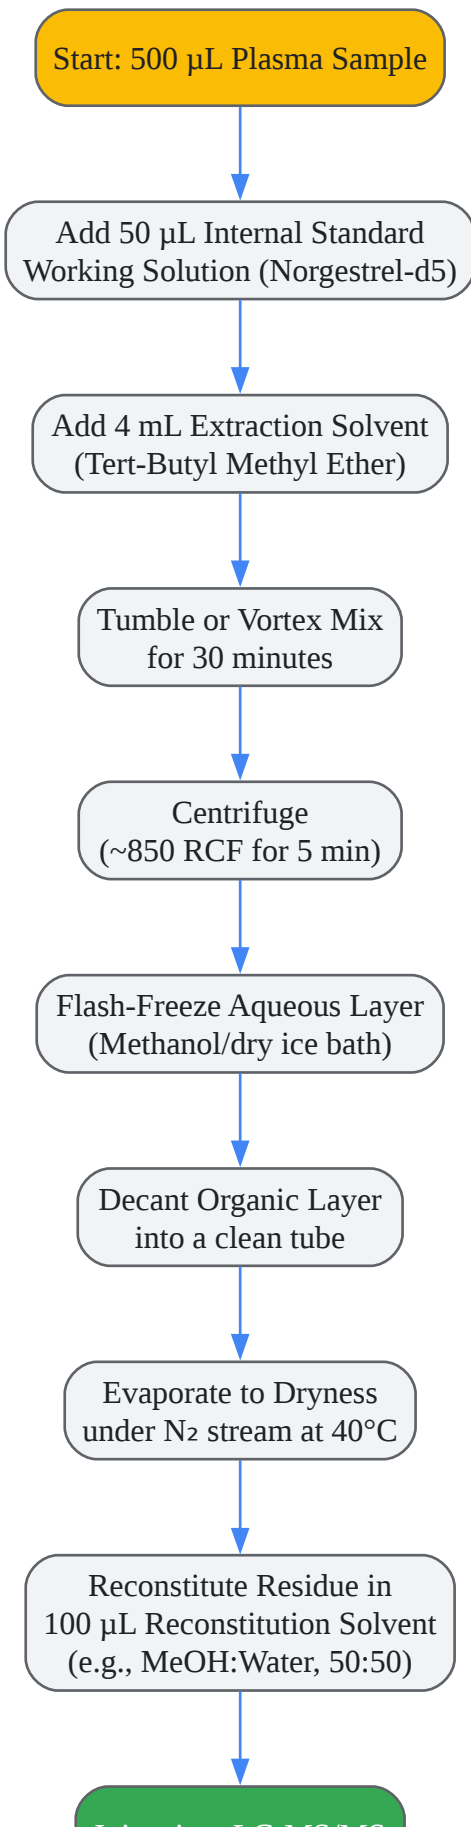 Start: 500 µL Plasma Sample
Add 50 µL Internal Standard
Working Solution (Norgestrel-d5)
Add 4 mL Extraction Solvent
(Tert-Butyl Methyl Ether)
Tumble or Vortex Mix
for 30 minutes
Centrifuge
(~850 RCF for 5 min)
Flash-Freeze Aqueous Layer
(Methanol/dry ice bath)
Decant Organic Layer
into a clean tube
Evaporate to Dryness
under N₂ stream at 40°C
Reconstitute Residue in
100 µL Reconstitution Solvent
(e.g., MeOH:Water, 50:50)
LC-MS/MS